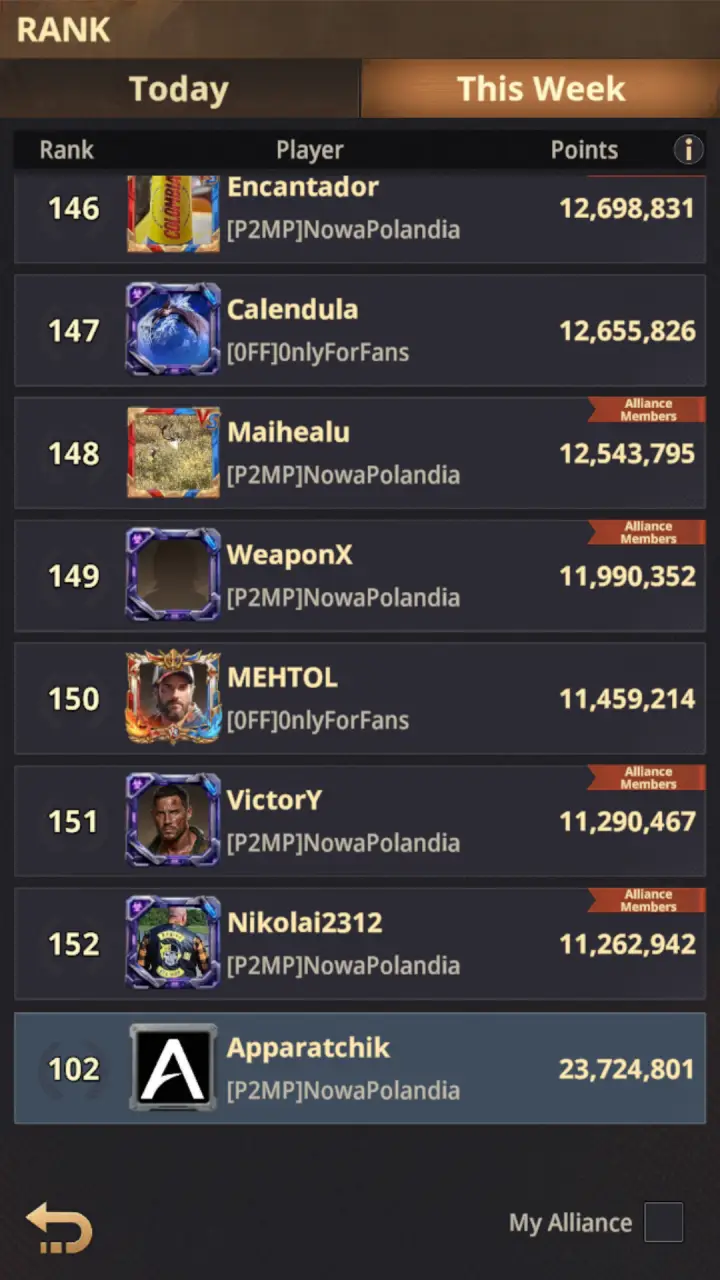 RANK
Today
This Week
Rank
Player
Points
146
COLOMBIA
Encantador
[P2MP]NowaPolandia
12,698,831
147
Calendula
[0FF]0nlyForFans
12,655,826
Alliance
Members
148
Maihealu
[P2MP]NowaPolandia
12,543,795
Alliance
Members
149
WeaponX
[P2MP]NowaPolandia
11,990,352
150
MEHTOL
[0FF]0nlyForFans
11,459,214
Alliance
Members
151
VictorY
[P2MP]NowaPolandia
11,290,467
Alliance
Members
152
Nikolai2312
[P2MP]NowaPolandia
11,262,942
102
A
Apparatchik
[P2MP]NowaPolandia
23,724,801
My Alliance